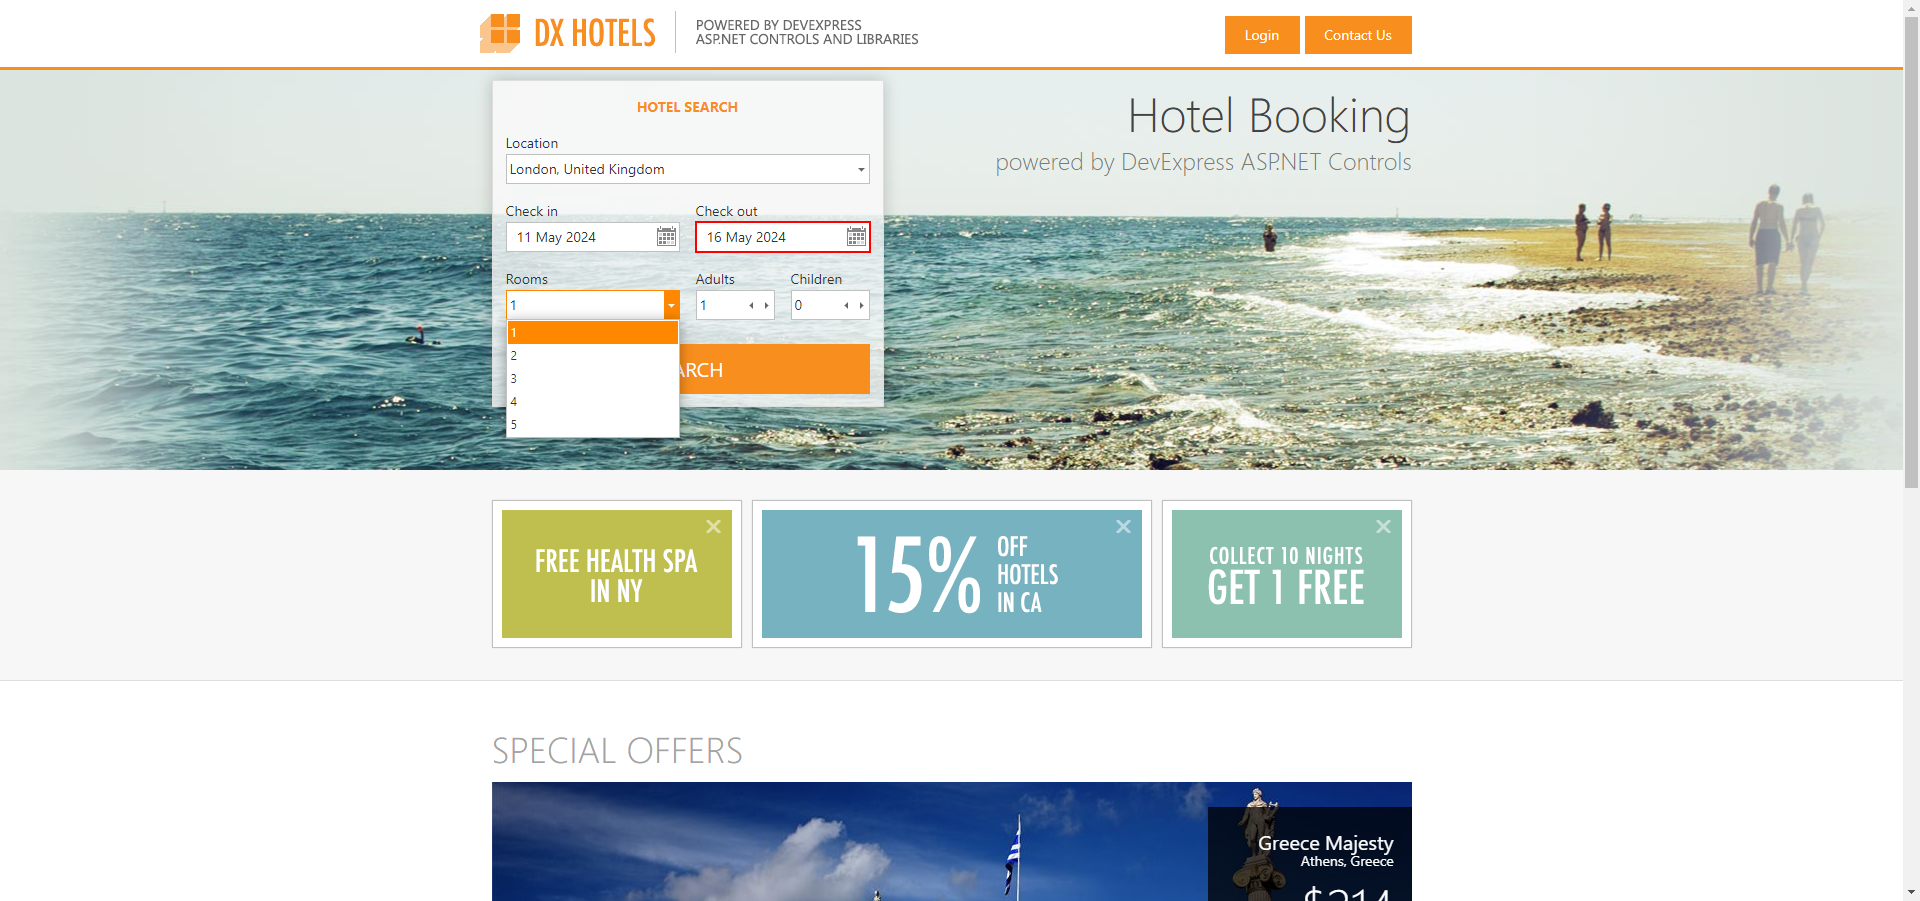 DX HOTELS
POWERED BY DEVEXPRESS
ASP.NET CONTROLS AND LIBRARIES
Login
Contact Us
HOTEL SEARCH
Location
London, United Kingdom
Check in
Check out
11 May 2024
16 May 2024
Rooms
Adults
Children
1
1
0
1
2
3
4
5
ARCH
Hotel Booking
powered by DevExpress ASP.NET Controls
FREE HEALTH SPA
IN NY
15%
OFF
HOTELS
IN CA
COLLECT 10 NIGHTS
GET 1 FREE
SPECIAL OFFERS
Greece Majesty
Athens, Greece
$214